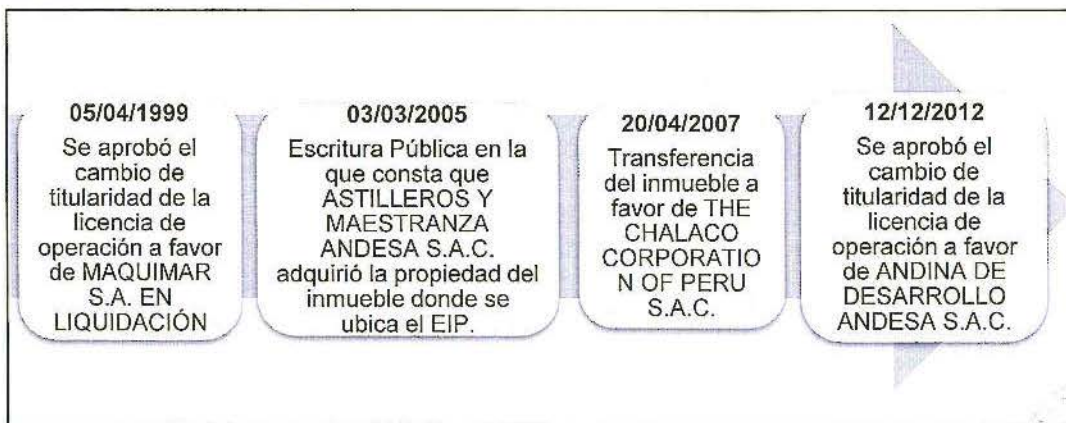 05/04/1999
Se aprobó el
cambio de
titularidad de la
licencia de
operación a favor
de MAQUIMAR
S.A. EN
LIQUIDACIÓN
03/03/2005
Escritura Pública en la
que consta que
ASTILLEROS Y
MAESTRANZA
ANDESA S.A.C.
adquirió la propiedad del
inmueble donde se
ubica el EIP.
20/04/2007
Transferencia
del inmueble a
favor de THE
CHALACO
CORPORATIO
N OF PERU
S.A.C.
12/12/2012
Se aprobó el
cambio de
titularidad de la
licencia de
operación a favor
de ANDINA DE
DESARROLLO
ANDESA S.A.C.